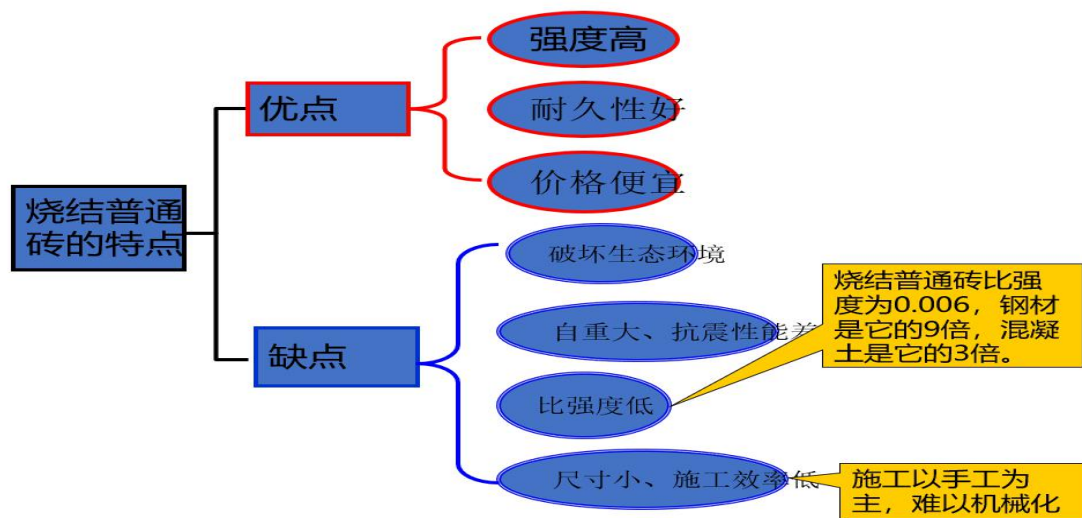 烧结普通
砖的特点
优点
强度高
耐久性好
价格便宜
缺点
破坏生态环境
自重大、抗震性能差
比强度低
烧结普通砖比强
度为0.006，钢材
是它的9倍，混凝
土是它的3倍。
尺寸小、施工效率低
施工以手工为
主，难以机械化